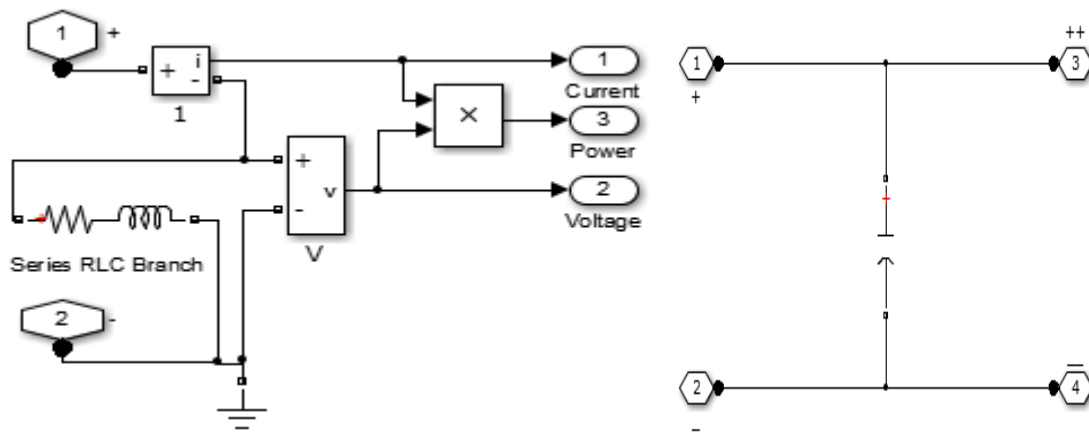 1 +
+ i
-
1
1
Current
×
3
Power
+
v
-
V
2
Voltage
+
Series RLC Branch
2 -
1
+
++
3
+
2
-
-
4